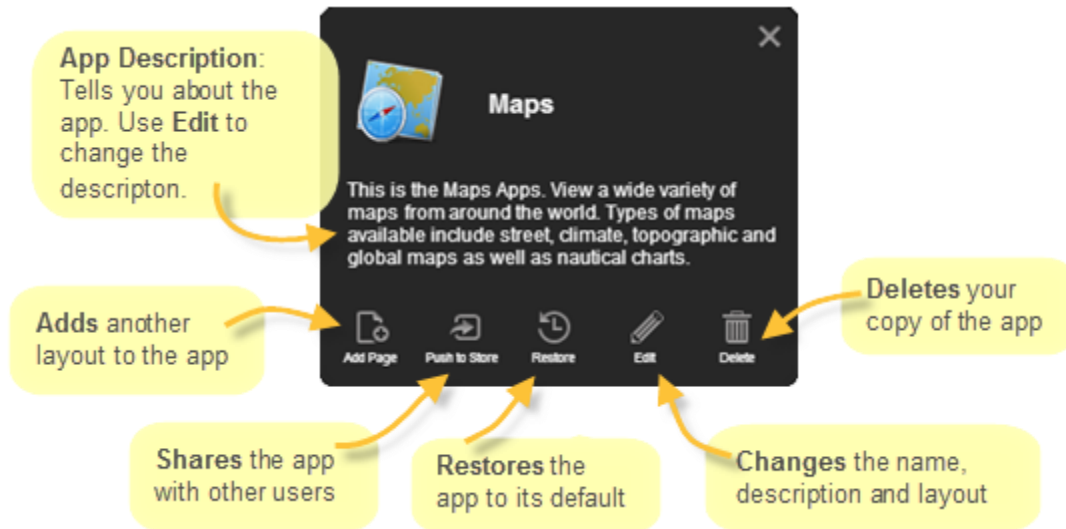 App Description:
Tells you about the
app. Use Edit to
change the
descripton.
Maps
This is the Maps Apps. View a wide variety of
maps from around the world. Types of maps
available include street, climate, topographic and
global maps as well as nautical charts.
Adds another
layout to the app
Add Page
Push to Store
Restore
Edit
Delete
Deletes your
copy of the app
Shares the app
with other users
Restores the
app to its default
Changes the name,
description and layout